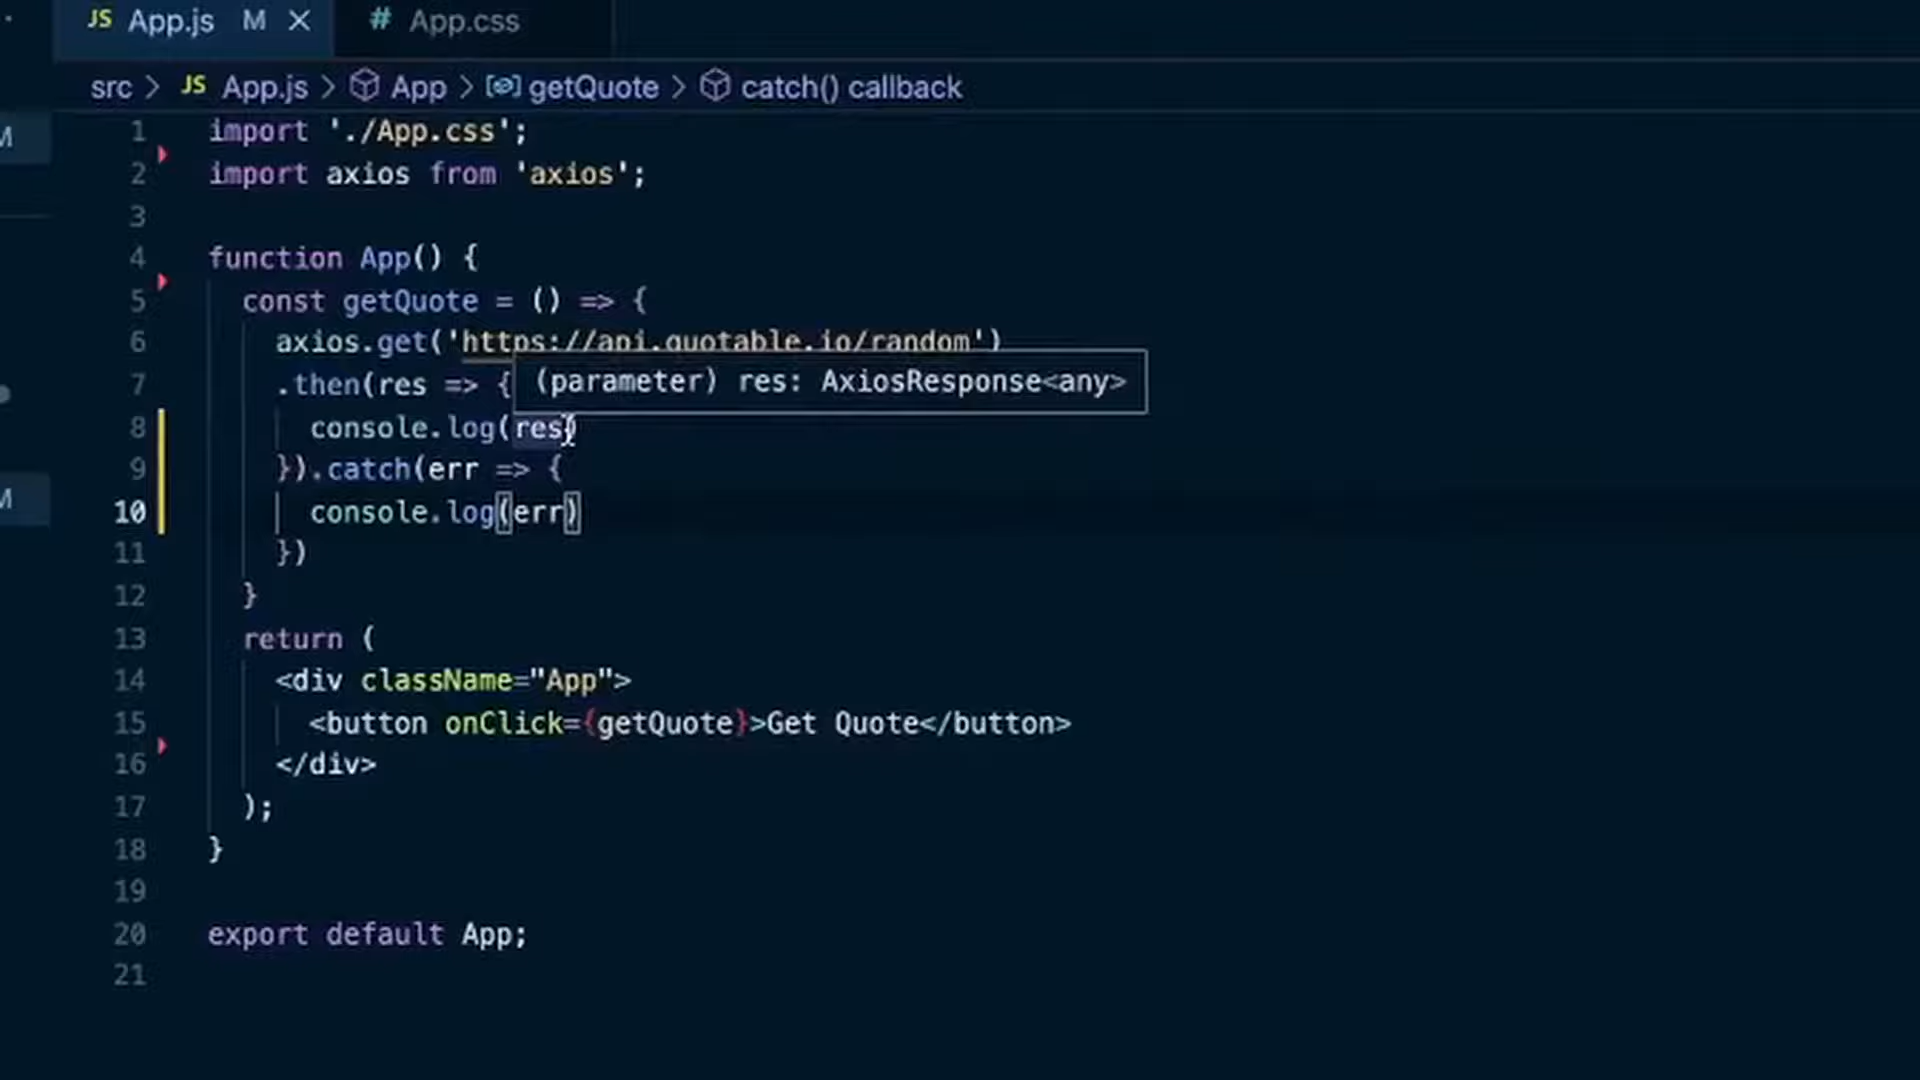 JS App.js M ×
# App.css
src > JS App.js > App > getQuote > catch() callback
M
M
1 import './App.css';
2 import axios from 'axios';
3
4 function App() {
5 const getQuote = () => {
6 axios.get('https://api.quotable.io/random')
7 .then(res => {
(parameter) res: AxiosResponse<any>
8 console.log(res)
9 }).catch(err => {
10 console.log(err)
11 })
12 }
13 return (
14 <div className="App">
15 <button onClick={getQuote}>Get Quote</button>
16 </div>
17 );
18 }
19
20 export default App;
21